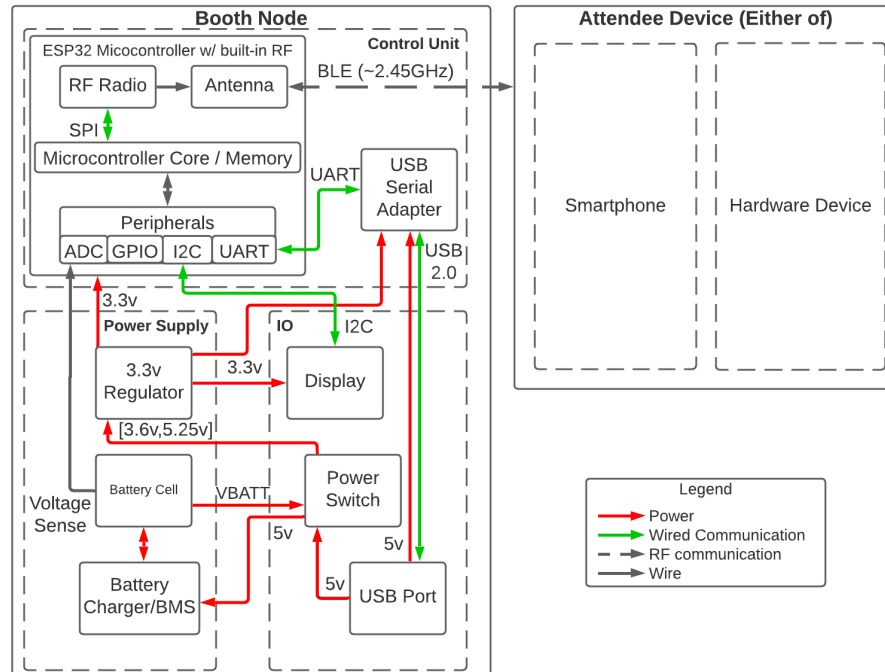 Booth Node
ESP32 Micocontroller w/ built-in RF
Control Unit
RF Radio
Antenna
BLE (~2.45GHz)
SPI
Microcontroller Core / Memory
UART
USB
Serial
Adapter
Peripherals
ADC
GPIO
I2C
UART
USB
2.0
3.3v
Power Supply
IO
I2C
3.3v
Regulator
3.3v
Display
[3.6v,5.25v]
Battery Cell
VBATT
Power
Switch
Voltage
Sense
5v
5v
Battery
Charger/BMS
5v
USB Port
Attendee Device (Either of)
Smartphone
Hardware Device
Legend
Power
Wired Communication
RF communication
Wire